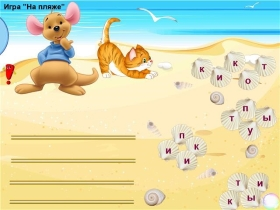 Игра "На пляже"
к и к т
к о
т п ы
у
и п
п к
к
т и
к ы